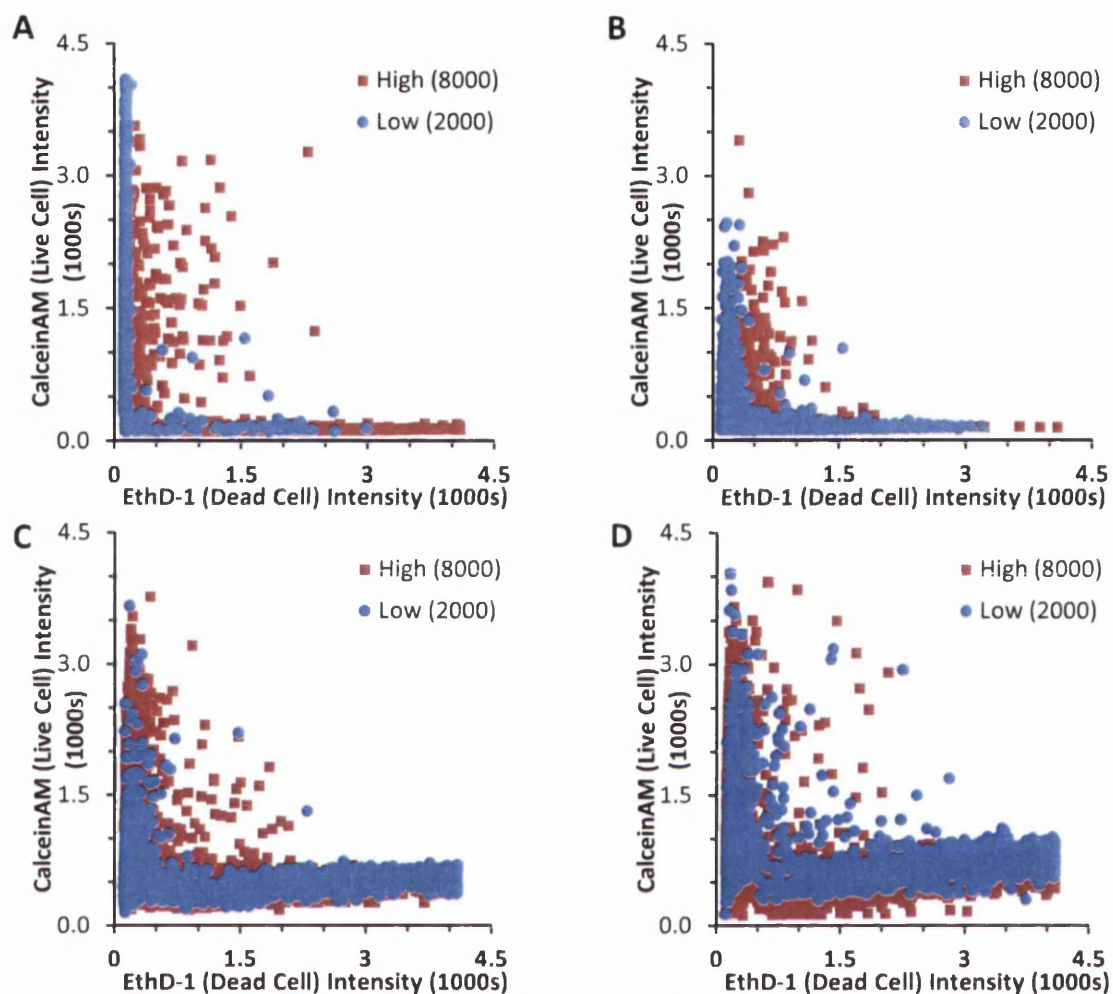 A
4.5
3.0
1.5
0.0
CalceinAM (Live Cell) Intensity
(1000s)
High (8000)
Low (2000)
0 1.5 3 4.5
EthD-1 (Dead Cell) Intensity (1000s)
B
4.5
3.0
1.5
0.0
CalceinAM (Live Cell) Intensity
(1000s)
High (8000)
Low (2000)
0 1.5 3 4.5
EthD-1 (Dead Cell) Intensity (1000s)
C
4.5
3.0
1.5
0.0
CalceinAM (Live Cell) Intensity
(1000s)
High (8000)
Low (2000)
0 1.5 3 4.5
EthD-1 (Dead Cell) Intensity (1000s)
D
4.5
3.0
1.5
0.0
CalceinAM (Live Cell) Intensity
(1000s)
High (8000)
Low (2000)
0 1.5 3 4.5
EthD-1 (Dead Cell) Intensity (1000s)